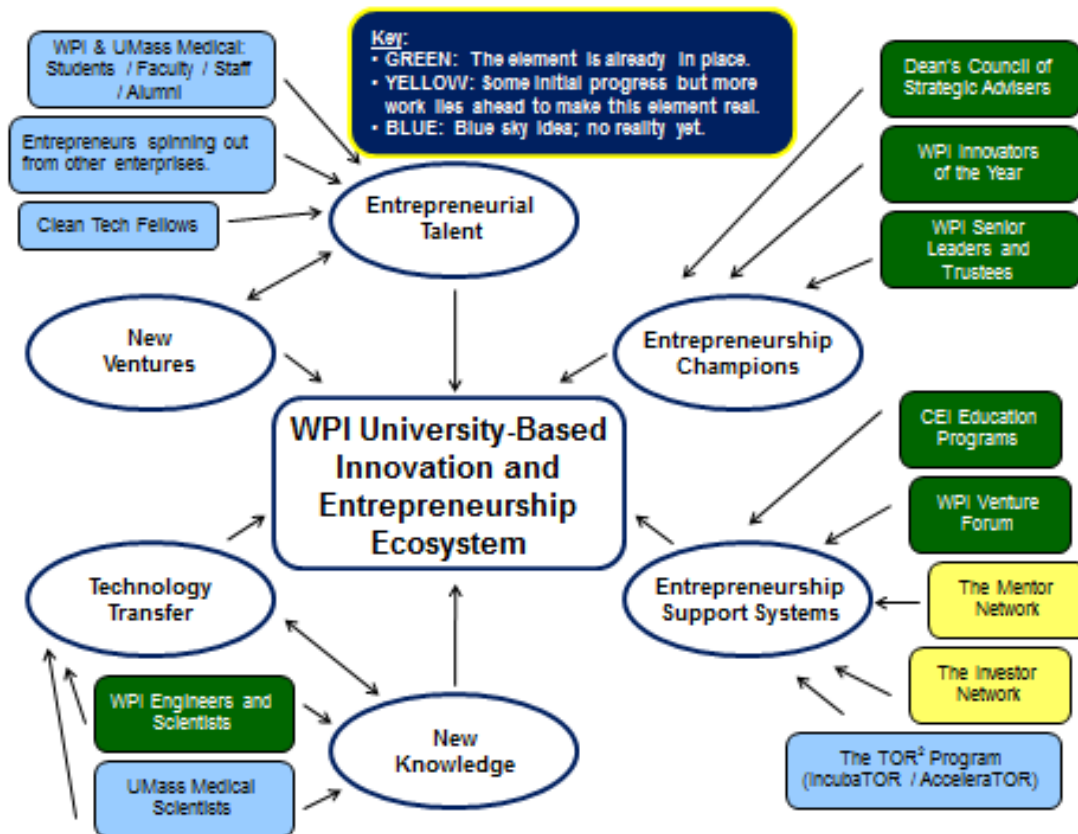 WPI & UMass Medical:
Students / Faculty / Staff
/ Alumni
Entrepreneurs spinning out
from other enterprises.
Clean Tech Fellows
Key:
• GREEN: The element is already in place.
• YELLOW: Some initial progress but more
work lies ahead to make this element real.
• BLUE: Blue sky idea; no reality yet.
Dean's Council of
Strategic Advisers
WPI Innovators
of the Year
WPI Senior
Leaders and
Trustees
Entrepreneurial
Talent
New
Ventures
Entrepreneurship
Champions
WPI University-Based
Innovation and
Entrepreneurship
Ecosystem
CEI Education
Programs
WPI Venture
Forum
The Mentor
Network
The Investor
Network
The TOR² Program
(IncubaTOR / AcceleraTOR)
Technology
Transfer
Entrepreneurship
Support Systems
WPI Engineers and
Scientists
UMass Medical
Scientists
New
Knowledge